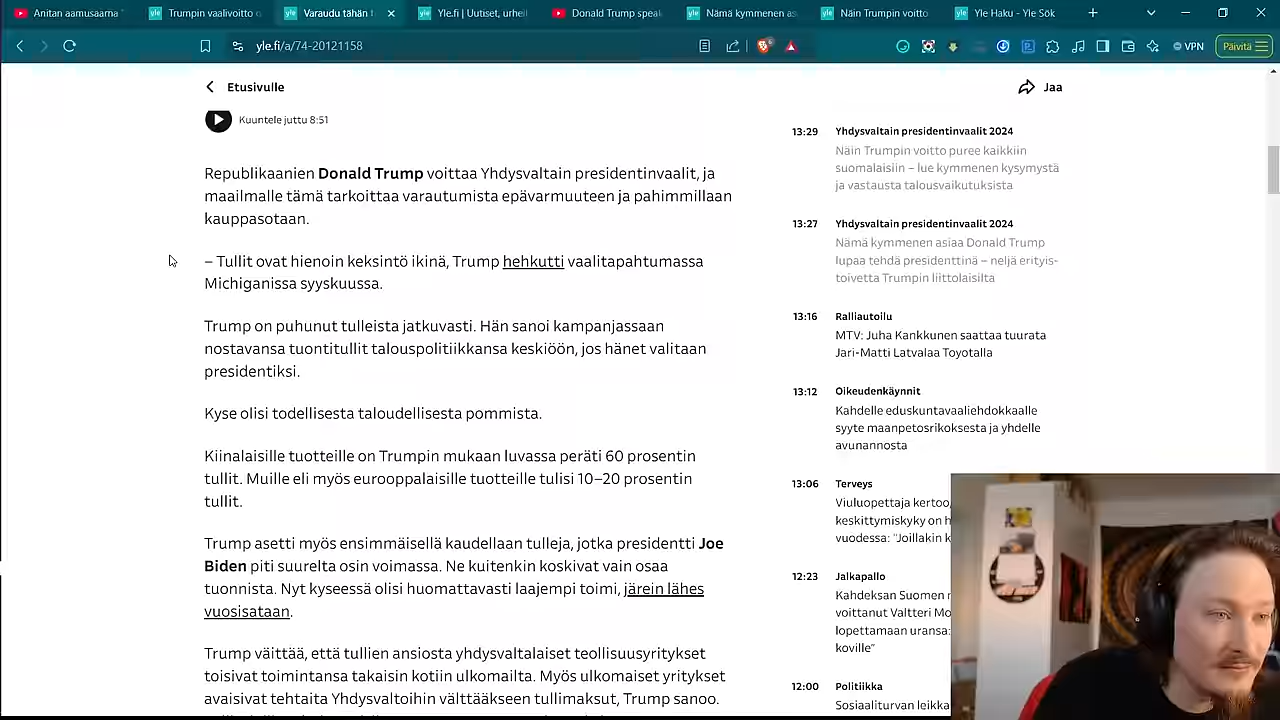 Anitan aamusaarna
Trumpin vaalivoitto o
Varaudu tähän t
Yle.fi | Uutiset, urheil
Donald Trump speak
Nämä kymmenen as
Näin Trumpin voitto
Yle Haku - Yle Sök
yle.fi/a/74-20121158
VPN
Päivitä
Etusivulle
Jaa
Kuuntele juttu 8:51
Republikaanien Donald Trump voittaa Yhdysvaltain presidentinvaalit, ja
maailmalle tämä tarkoittaa varautumista epävarmuuteen ja pahimmillaan
kauppasotaan.
– Tullit ovat hienoin keksintö ikinä, Trump hehkutti vaalitapahtumassa
Michiganissa syyskuussa.
Trump on puhunut tulleista jatkuvasti. Hän sanoi kampanjassaan
nostavansa tuontitullit talouspolitiikkansa keskiöön, jos hänet valitaan
presidentiksi.
Kyse olisi todellisesta taloudellisesta pommista.
Kiinalaisille tuotteille on Trumpin mukaan luvassa peräti 60 prosentin
tullit. Muille eli myös eurooppalaisille tuotteille tulisi 10–20 prosentin
tullit.
Trump asetti myös ensimmäisellä kaudellaan tulleja, jotka presidentti Joe
Biden piti suurelta osin voimassa. Ne kuitenkin koskivat vain osaa
tuonnista. Nyt kyseessä olisi huomattavasti laajempi toimi, järein lähes
vuosisataan.
Trump väittää, että tullien ansiosta yhdysvaltalaiset teollisuusyritykset
toisivat toimintansa takaisin kotiin ulkomailta. Myös ulkomaiset yritykset
avaisivat tehtaita Yhdysvaltoihin välttääkseen tullimaksut, Trump sanoo.
13:29 Yhdysvaltain presidentinvaalit 2024
Näin Trumpin voitto puree kaikkiin
suomalaisiin – lue kymmenen kysymystä
ja vastausta talousvaikutuksista
13:27 Yhdysvaltain presidentinvaalit 2024
Nämä kymmenen asiaa Donald Trump
lupaa tehdä presidenttinä – neljä erityis-
toivetta Trumpin liittolaisilta
13:16 Ralliautoilu
MTV: Juha Kankkunen saattaa tuurata
Jari-Matti Latvalaa Toyotalla
13:12 Oikeudenkäynnit
Kahdelle eduskuntavaaliehdokkaalle
syyte maanpetosrikoksesta ja yhdelle
avunannosta
13:06 Terveys
Viuluopettaja kertoo,
keskittymiskyky on h
vuodessa: "Joillakin k
12:23 Jalkapallo
Kahdeksan Suomen
voittanut Valtteri Mo
lopettamaan uransa:
koville"
12:00 Politiikka
Sosiaaliturvan leikka